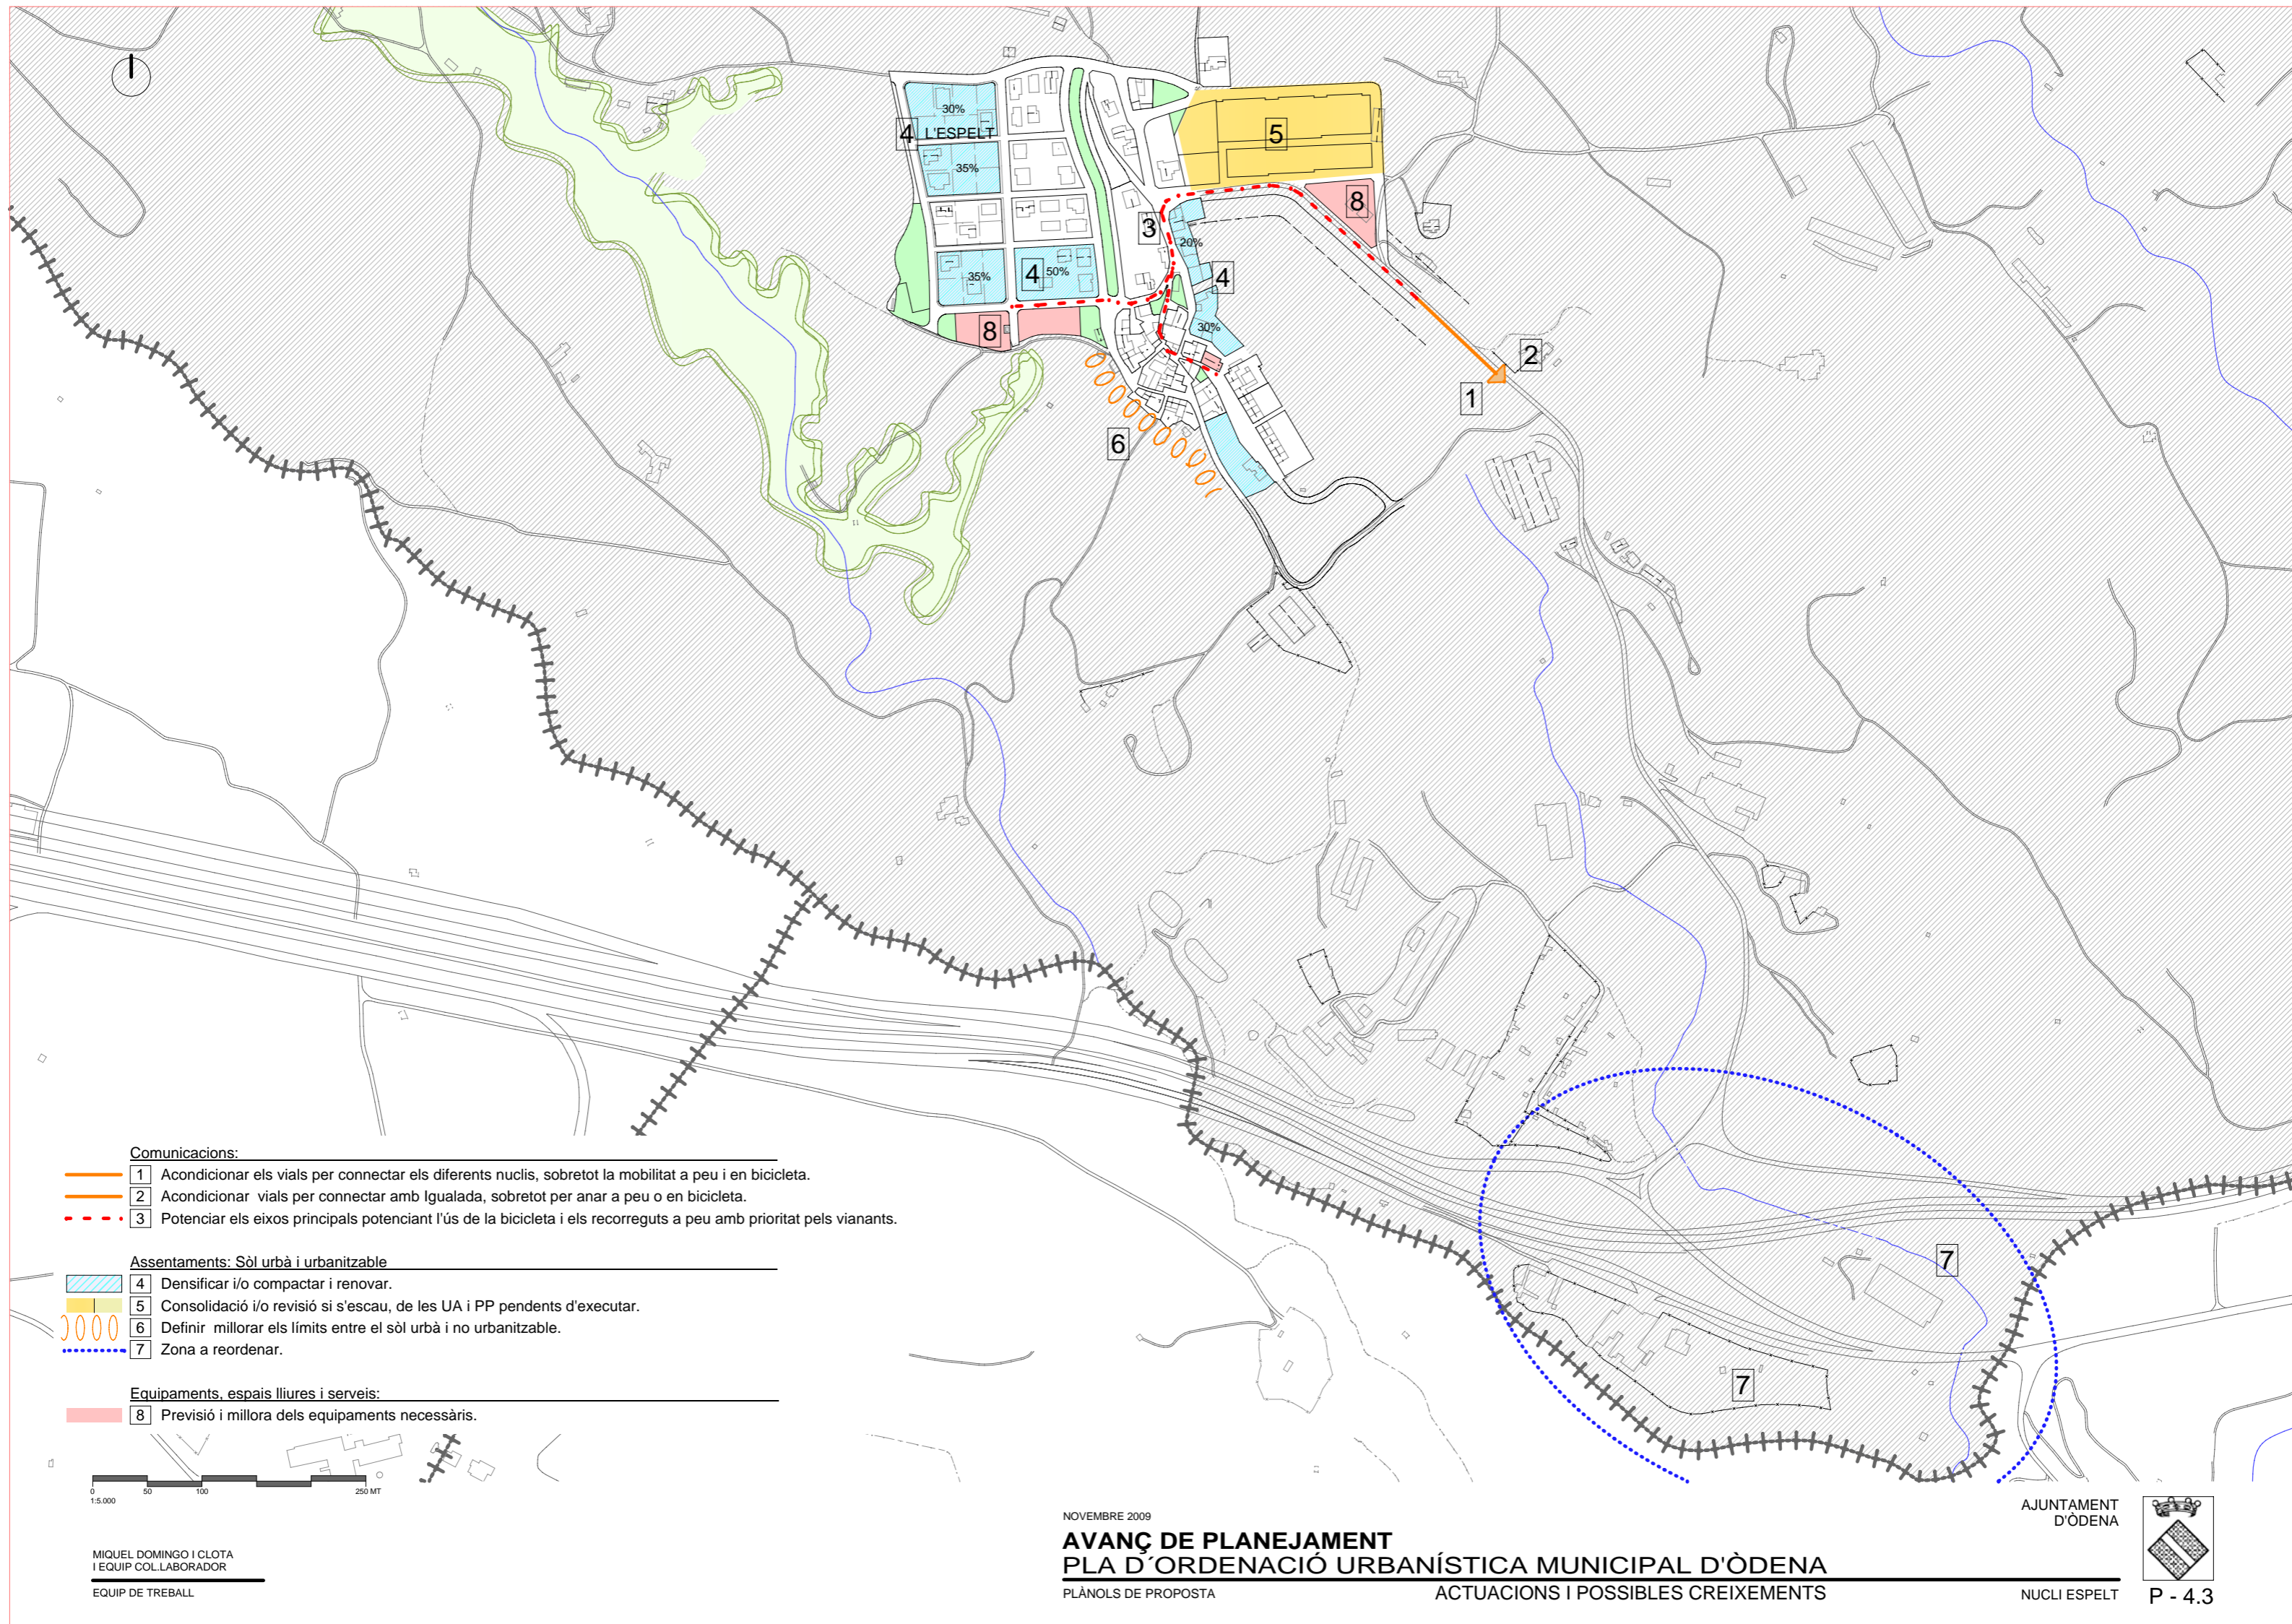 30%
4 L'ESPELT
35%
5
8
3
20%
4
35%
4 50%
30%
8
2
1
6
7
7
Comunicacions:
1 Acondicionar els vials per connectar els diferents nuclis, sobretot la mobilitat a peu i en bicicleta.
2 Acondicionar vials per connectar amb Igualada, sobretot per anar a peu o en bicicleta.
3 Potenciar els eixos principals potenciant l'ús de la bicicleta i els recorreguts a peu amb prioritat pels vianants.
Assentaments: Sòl urbà i urbanitzable
4 Densificar i/o compactar i renovar.
5 Consolidació i/o revisió si s'escau, de les UA i PP pendents d'executar.
6 Definir millorar els límits entre el sòl urbà i no urbanitzable.
7 Zona a reordenar.
Equipaments, espais lliures i serveis:
8 Previsió i millora dels equipaments necessàris.
0 50 100 250 MT
1:5.000
MIQUEL DOMINGO I CLOTA
I EQUIP COL.LABORADOR
EQUIP DE TREBALL
NOVEMBRE 2009
AVANÇ DE PLANEJAMENT
PLA D´ORDENACIÓ URBANÍSTICA MUNICIPAL D'ÒDENA
PLÀNOLS DE PROPOSTA
ACTUACIONS I POSSIBLES CREIXEMENTS
AJUNTAMENT
D'ÒDENA
NUCLI ESPELT
P - 4.3